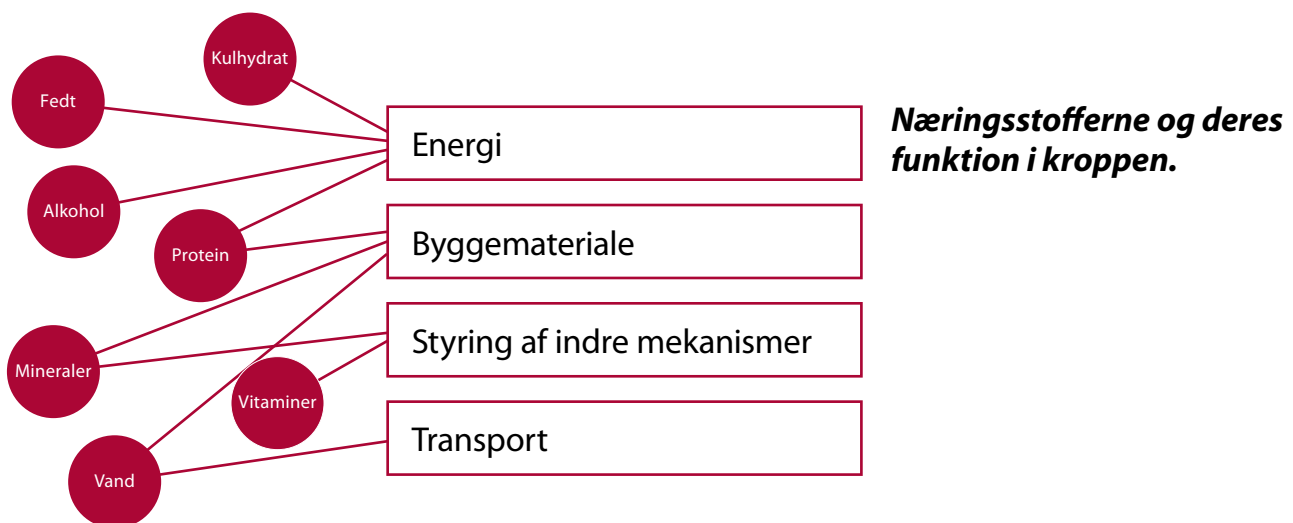 Kulhydrat
Fedt
Alkohol
Protein
Mineraler
Vitaminer
Vand
Energi
Byggemateriale
Styring af indre mekanismer
Transport
Næringsstofferne og deres
funktion i kroppen.